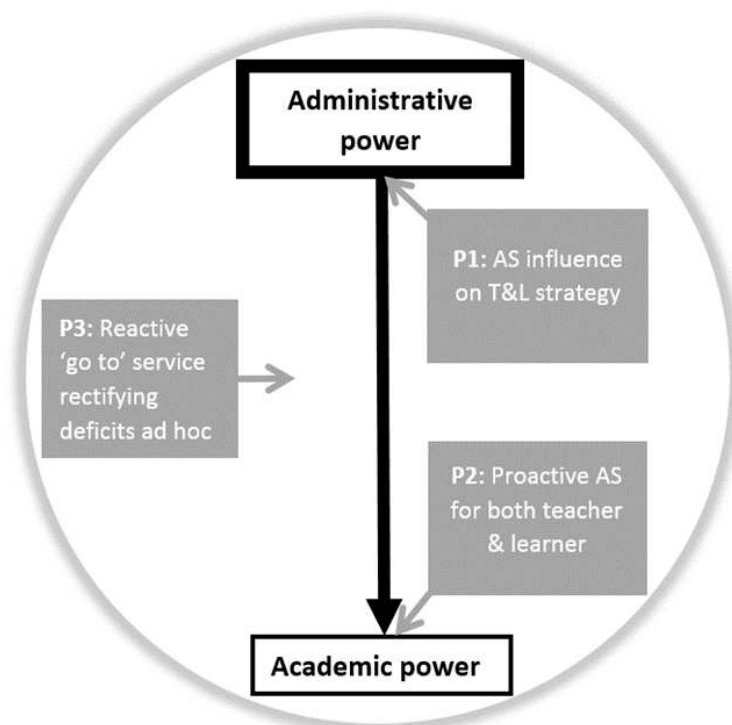 Administrative
power
P1: AS influence
on T&L strategy
P3: Reactive
‘go to’ service
rectifying
deficits ad hoc
P2: Proactive AS
for both teacher
& learner
Academic power